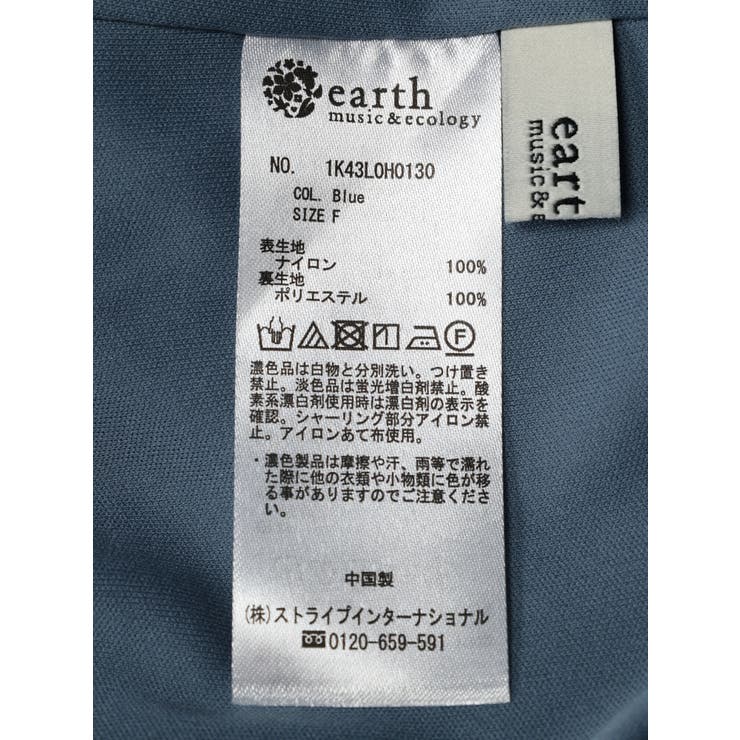 earth
music&ecology
NO. 1K43L0H0130
COL. Blue
SIZE F
表生地
ナイロン 100%
裏生地
ポリエステル 100%
F
濃色品は白物と分別洗い。つけ置き
禁止。淡色品は蛍光増白剤禁止。酸
素系漂白剤使用時は漂白剤の表示を
確認。シャーリング部分アイロン禁
止。アイロンあて布使用。
・濃色製品は摩擦や汗、雨等で濡れ
た際に他の衣類や小物類に色が移
る事がありますのでご注意くださ
い。
中国製
(株)ストライプインターナショナル
0120-659-591
eart
music&